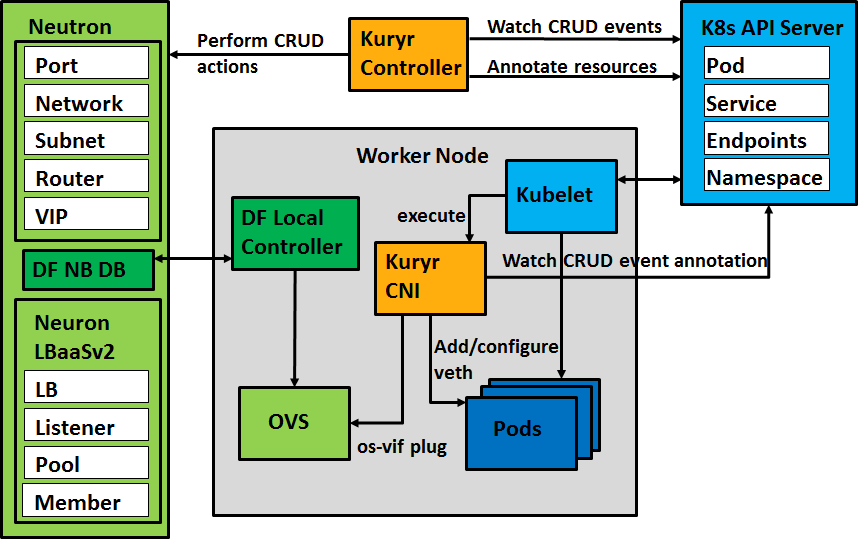 Neutron
Port
Network
Subnet
Router
VIP
DF NB DB
Neuron
LBaaSv2
LB
Listener
Pool
Member
Perform CRUD
actions
Kuryr
Controller
Watch CRUD events
Annotate resources
K8s API Server
Pod
Service
Endpoints
Namespace
Worker Node
DF Local
Controller
execute
Kubelet
Kuryr
CNI
Watch CRUD event annotation
Add/configure
veth
OVS
os-vif plug
Pods